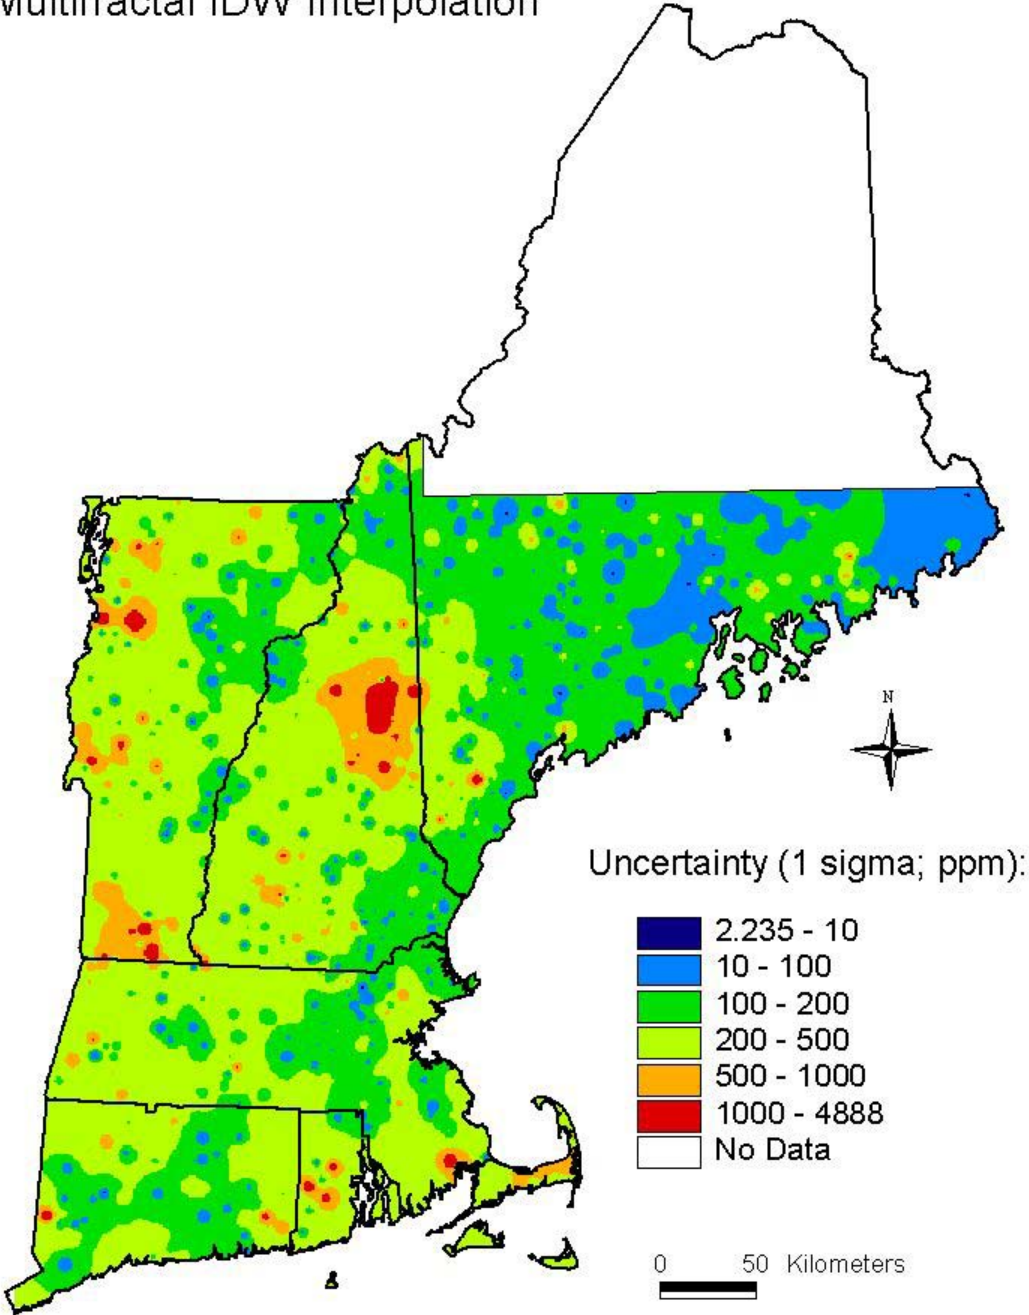 Multifractal IDW Interpolation
N
Uncertainty (1 sigma; ppm):
2.235 - 10
10 - 100
100 - 200
200 - 500
500 - 1000
1000 - 4888
No Data
0 50 Kilometers